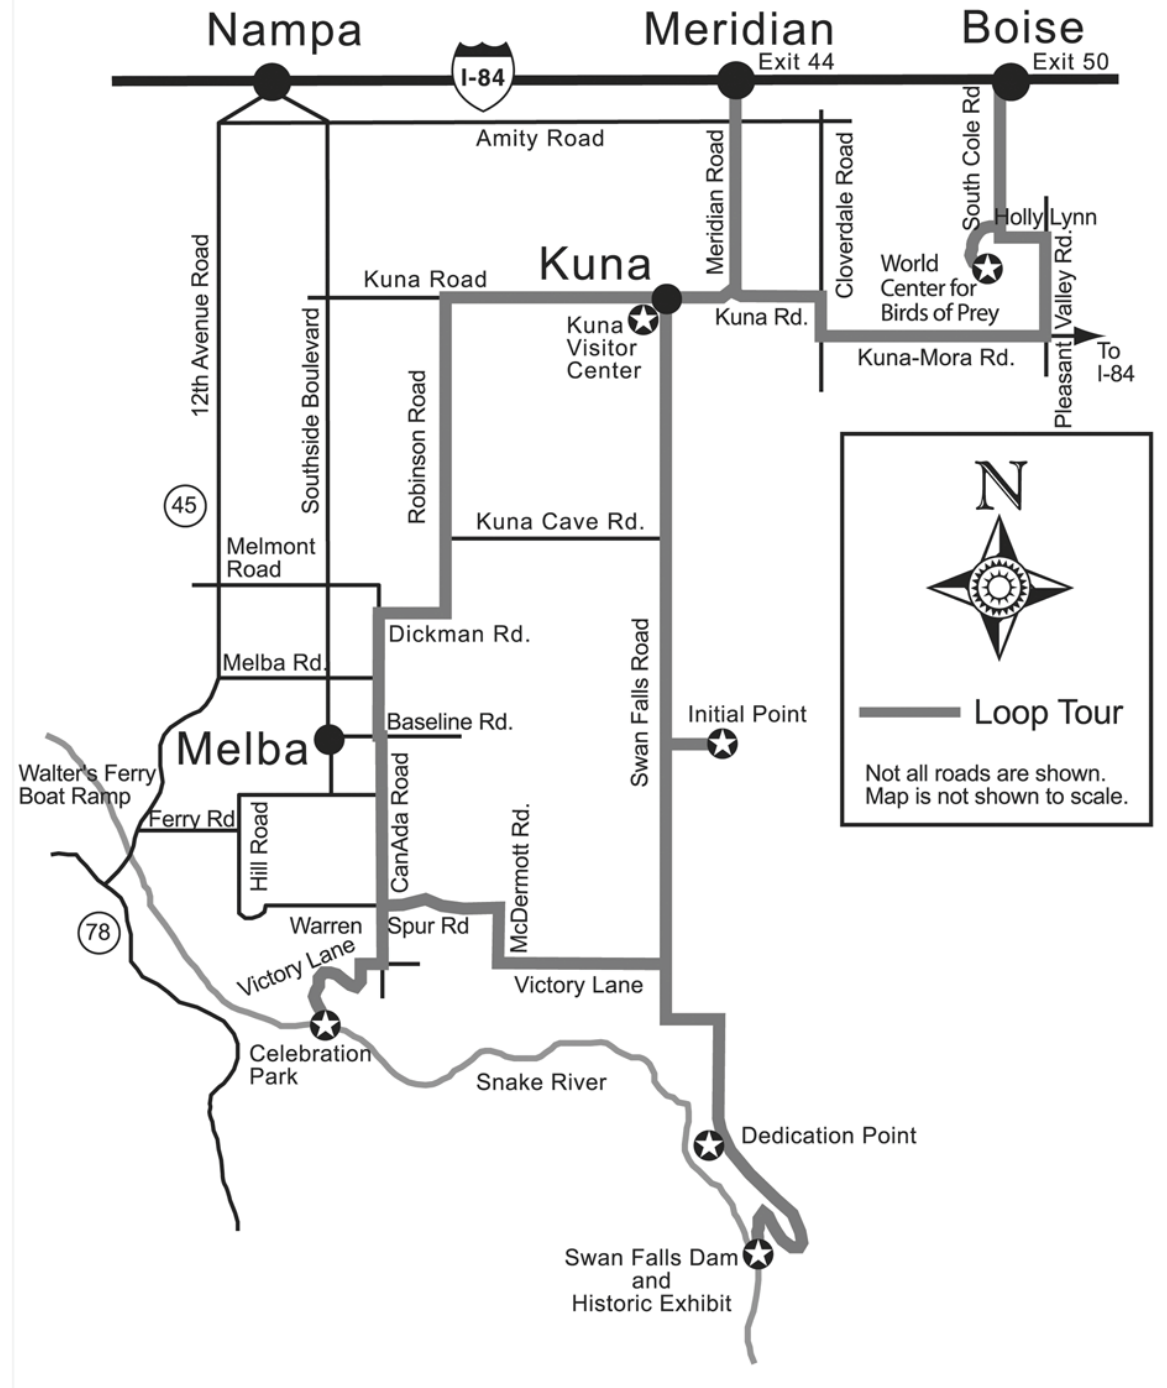 Nampa
Meridian
Boise
I-84
Exit 44
Exit 50
Amity Road
South Cole Rd
Meridian Road
Cloverdale Road
Holly Lynn
12th Avenue Road
Kuna
World
Center for
Birds of Prey
Pleasant Valley Rd.
Kuna Road
Kuna Rd.
Kuna
Visitor
Center
Kuna-Mora Rd.
To
I-84
Southside Boulevard
Robinson Road
45
Kuna Cave Rd.
Melmont
Road
N
Dickman Rd.
Swan Falls Road
Melba Rd.
Initial Point
Loop Tour
Baseline Rd.
Melba
Walter's Ferry
Boat Ramp
Not all roads are shown.
Map is not shown to scale.
Ferry Rd
Hill Road
CanAda Road
McDermott Rd.
78
Warren
Spur Rd
Victory Lane
Victory Lane
Celebration
Park
Snake River
Dedication Point
Swan Falls Dam
and
Historic Exhibit